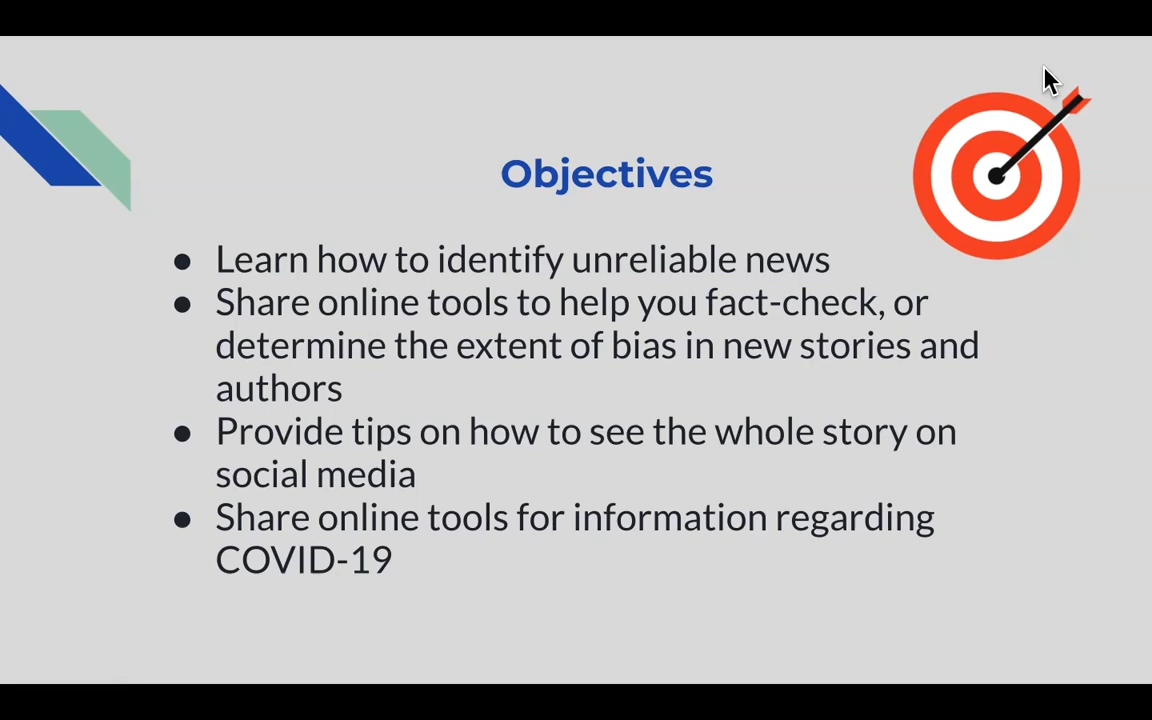 Objectives
● Learn how to identify unreliable news
● Share online tools to help you fact-check, or
determine the extent of bias in new stories and
authors
● Provide tips on how to see the whole story on
social media
● Share online tools for information regarding
COVID-19